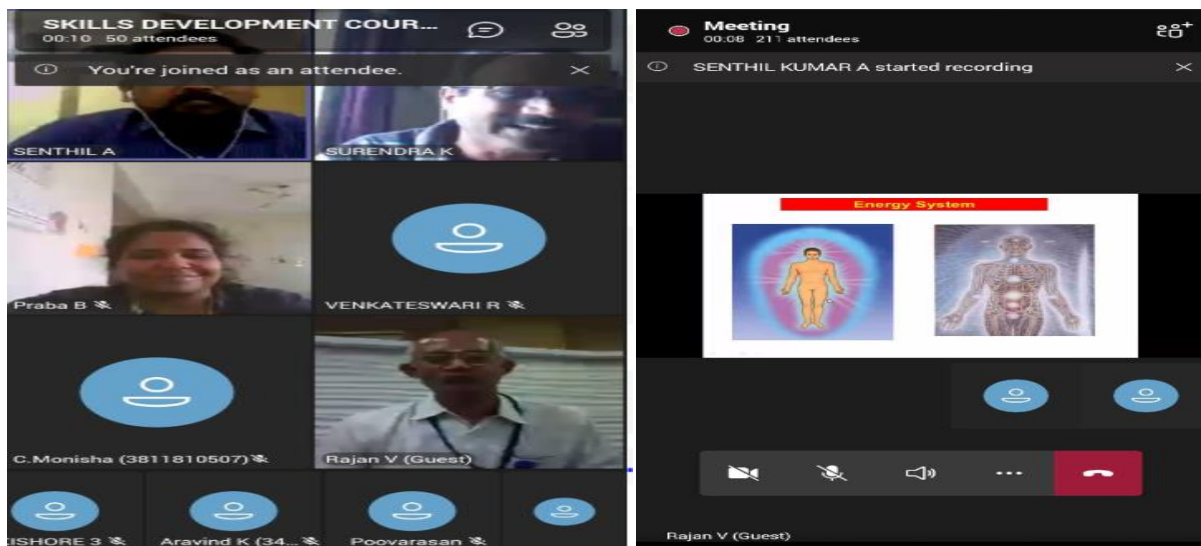 SKILLS DEVELOPMENT COUR...
00:10 50 attendees
You're joined as an attendee.
SENTHIL A
SURENDRA K
Praba B
VENKATESWARI R
C.Monisha (3811810507)
Rajan V (Guest)
KISHORE 3
Aravind K (34...
Poovarasan
Meeting
00:08 211 attendees
SENTHIL KUMAR A started recording
Energy System
Rajan V (Guest)